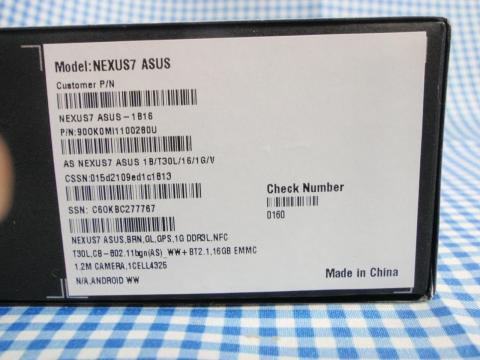 Model:NEXUS7 ASUS
Customer P/N
NEXUS7 ASUS-1B16
P/N:90OK0MI1100280U
AS NEXUS7 ASUS 1B/T30L/16/1G/V
CSSN:015d2109ed1c1813
Check Number
0160
SSN: C6OKBC277767
NEXUS7 ASUS,BRN,GL,GPS,1G DDR3L,NFC
T30L,CB-802.11bgn(AS)_WW+BT2.1,16GB EMMC
1.2M CAMERA,1CELL4325
N/A,ANDROID WW
Made in China